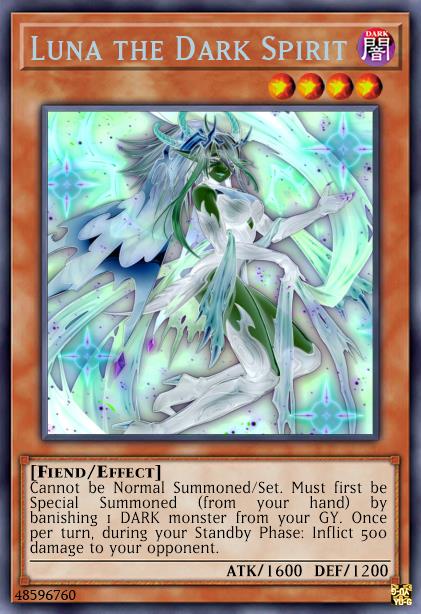 LUNA THE DARK SPIRIT
DARK
闇
[FIEND/EFFECT]
Cannot be Normal Summoned/Set. Must first be
Special Summoned (from your hand) by
banishing 1 DARK monster from your GY. Once
per turn, during your Standby Phase: Inflict 500
damage to your opponent.
ATK/1600 DEF/1200
48596760